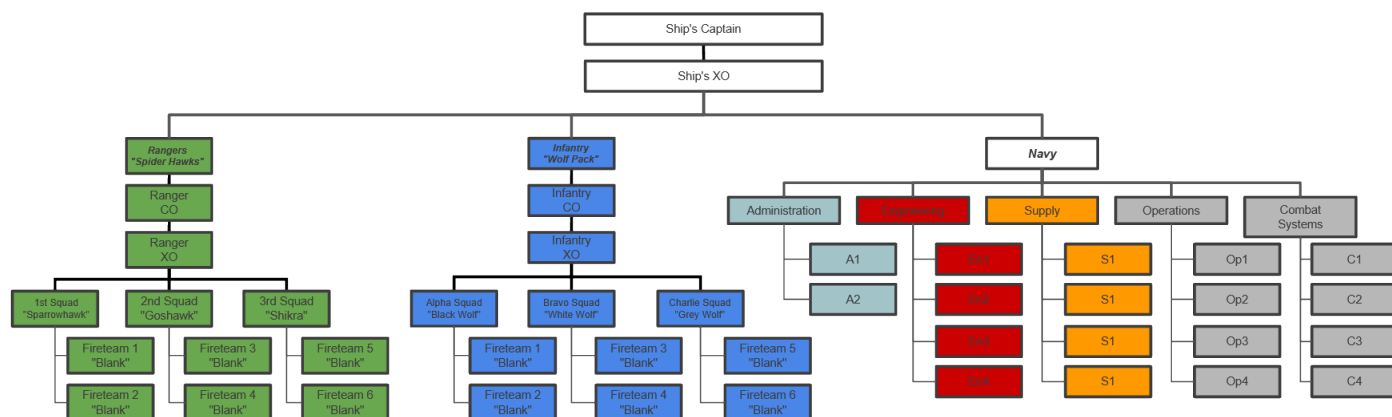 Ship's Captain
Ship's XO
Rangers
"Spider Hawks"
Infantry
"Wolf Pack"
Navy
Ranger
CO
Infantry
CO
Administration
Engineering
Supply
Operations
Combat
Systems
Ranger
XO
Infantry
XO
A1
S1
Op1
C1
A2
S1
Op2
C2
1st Squad
"Sparrowhawk"
2nd Squad
"Goshawk"
3rd Squad
"Shikra"
Alpha Squad
"Black Wolf"
Bravo Squad
"White Wolf"
Charlie Squad
"Grey Wolf"
Fireteam 1
"Blank"
Fireteam 3
"Blank"
Fireteam 5
"Blank"
Fireteam 1
"Blank"
Fireteam 3
"Blank"
Fireteam 5
"Blank"
S1
Op3
C3
Fireteam 2
"Blank"
Fireteam 4
"Blank"
Fireteam 6
"Blank"
Fireteam 2
"Blank"
Fireteam 4
"Blank"
Fireteam 6
"Blank"
S1
Op4
C4